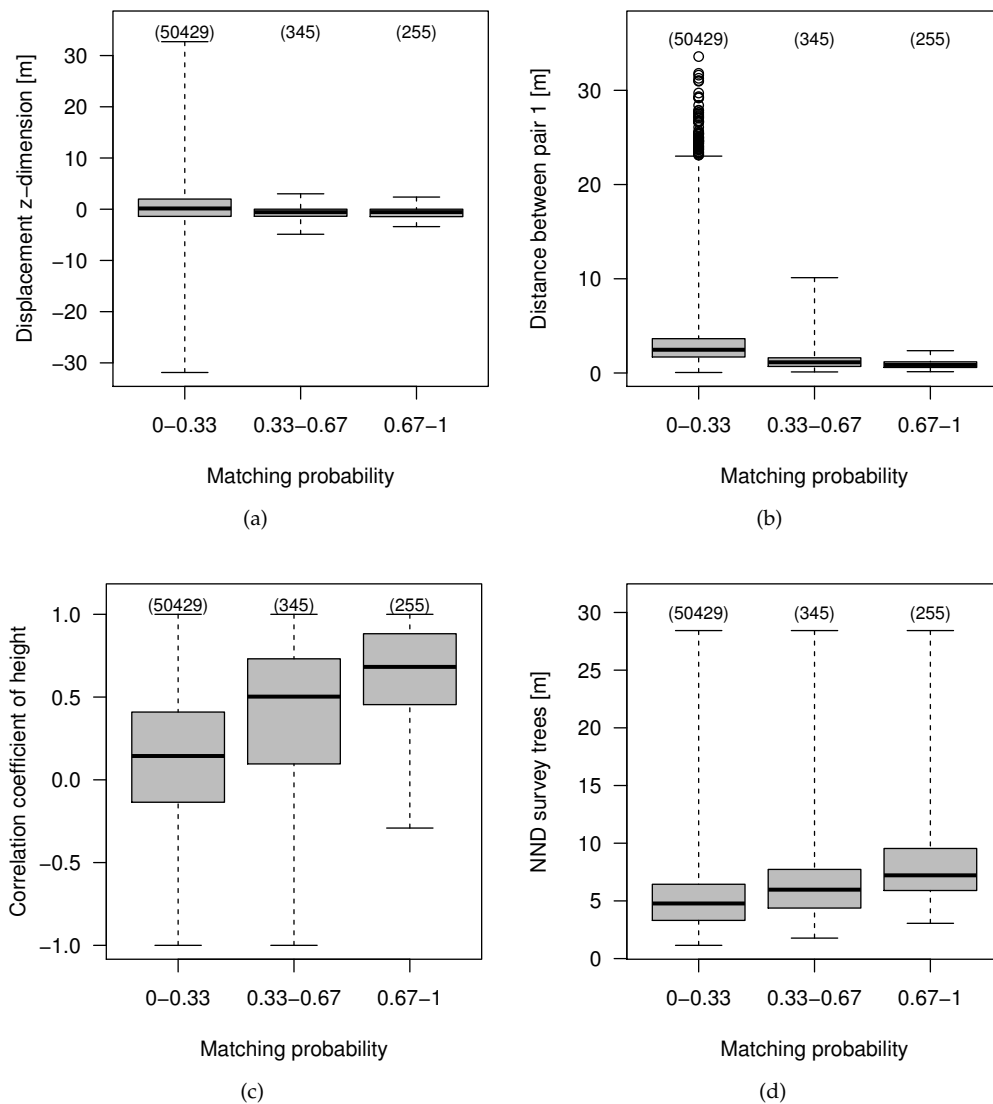 (50429) (345) (255)
30
20
10
0
−10
−20
−30
Displacement z−dimension [m]
0−0.33 0.33−0.67 0.67−1
Matching probability
(a)
(50429) (345) (255)
30
20
10
0
Distance between pair 1 [m]
0−0.33 0.33−0.67 0.67−1
Matching probability
(b)
(50429) (345) (255)
1.0
0.5
0.0
−0.5
−1.0
Correlation coefficient of height
0−0.33 0.33−0.67 0.67−1
Matching probability
(c)
(50429) (345) (255)
30
25
20
15
10
5
0
NND survey trees [m]
0−0.33 0.33−0.67 0.67−1
Matching probability
(d)